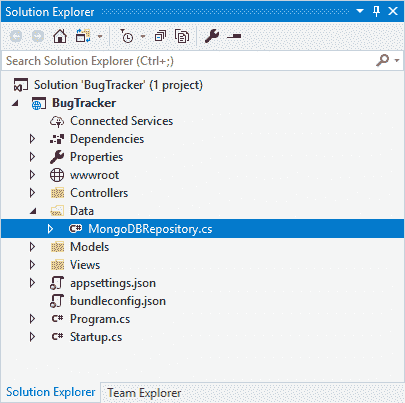 Solution Explorer
Search Solution Explorer (Ctrl+;)
Solution 'BugTracker' (1 project)
BugTracker
Connected Services
Dependencies
Properties
wwwroot
Controllers
Data
C# MongoDBRepository.cs
Models
Views
appsettings.json
bundleconfig.json
C# Program.cs
C# Startup.cs
Solution Explorer Team Explorer